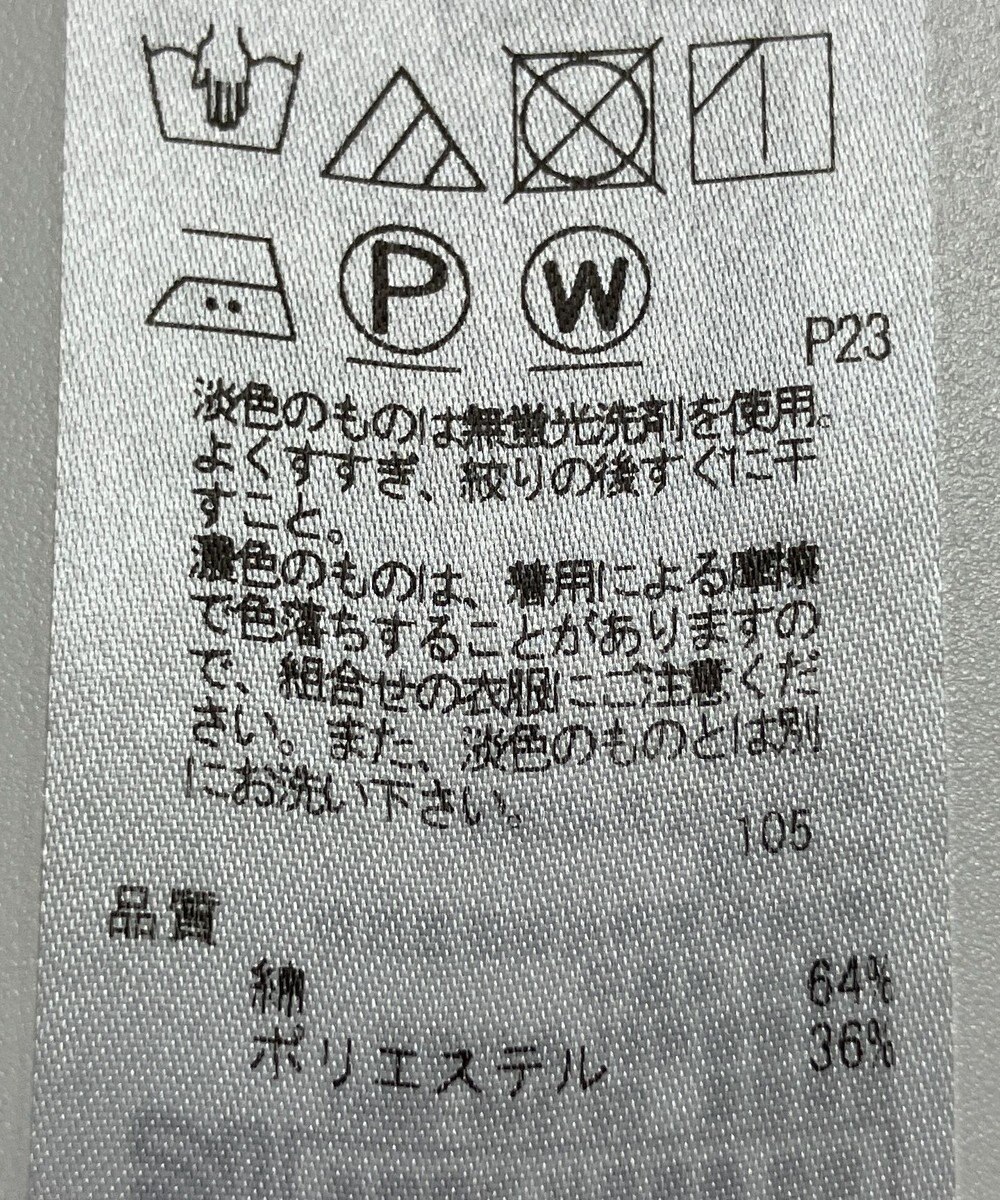 P W
P23
淡色のものは無蛍光洗剤を使用。
よくすすぎ、絞りの後すぐに干
すこと。
濃色のものは、着用による摩擦
で色落ちすることがありますの
で、組合せの衣服にご注意くだ
さい。また、淡色のものとは別
にお洗い下さい。
105
品質
綿 64%
ポリエステル 36%